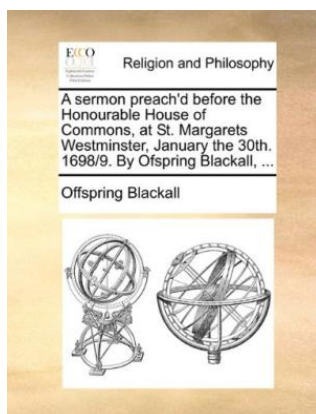 ECCO
Religion and Philosophy
A sermon preach'd before the
Honourable House of
Commons, at St. Margarets
Westminster, January the 30th.
1698/9. By Ofspring Blackall, ...
Offspring Blackall